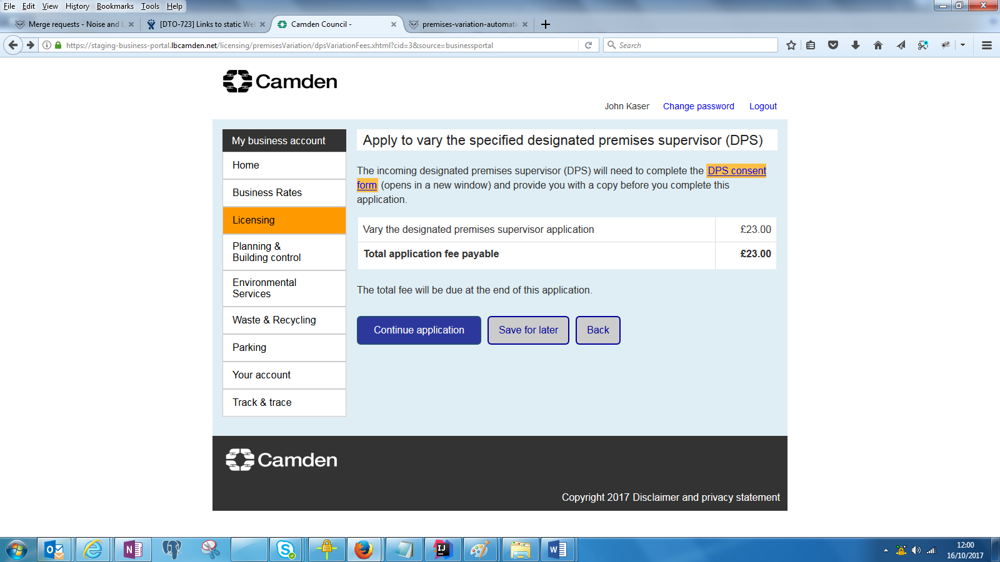 File Edit View History Bookmarks Tools Help
Merge requests - Noise and L
[DTO-723] Links to static Wel
Camden Council -
premises-variation-automati
https://staging-business-portal.lbcamden.net/licensing/premisesVariation/dpsVariationFees.xhtml?cid=3&source=businessportal
Search
Camden
John Kaser Change password Logout
My business account
Home
Business Rates
Licensing
Planning &
Building control
Environmental
Services
Waste & Recycling
Parking
Your account
Track & trace
Apply to vary the specified designated premises supervisor (DPS)
The incoming designated premises supervisor (DPS) will need to complete the DPS consent
form (opens in a new window) and provide you with a copy before you complete this
application.
Vary the designated premises supervisor application £23.00
Total application fee payable £23.00
The total fee will be due at the end of this application.
Continue application Save for later Back
Camden
Copyright 2017 Disclaimer and privacy statement
12:00
16/10/2017